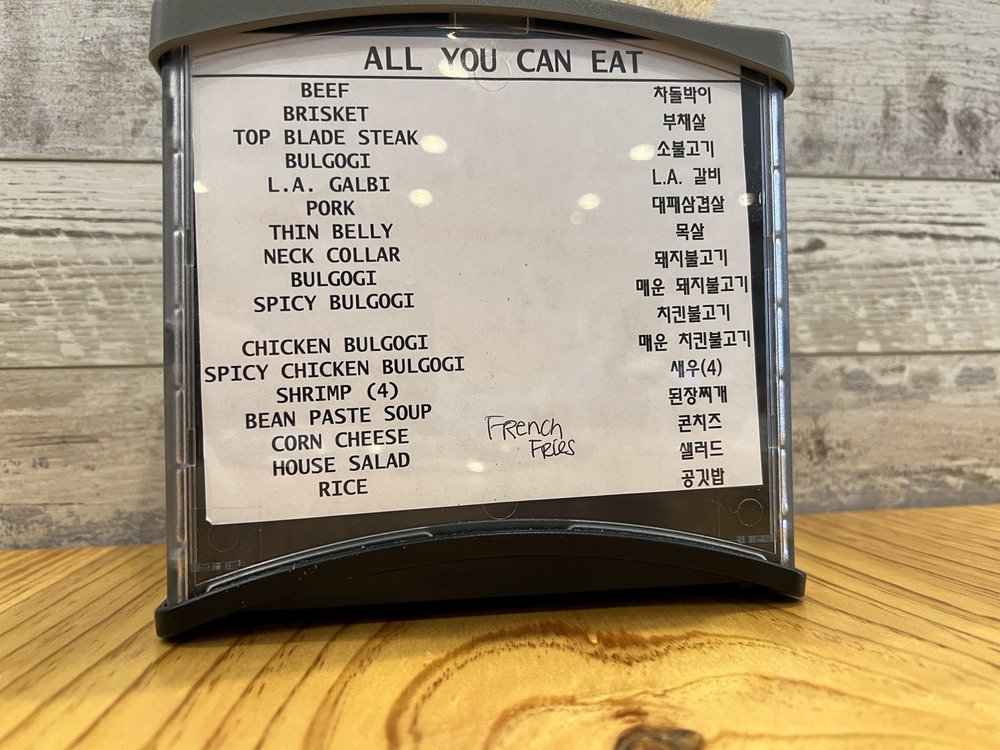 ALL YOU CAN EAT
BEEF
BRISKET
TOP BLADE STEAK
BULGOGI
L.A. GALBI
PORK
THIN BELLY
NECK COLLAR
BULGOGI
SPICY BULGOGI
CHICKEN BULGOGI
SPICY CHICKEN BULGOGI
SHRIMP (4)
BEAN PASTE SOUP
CORN CHEESE
HOUSE SALAD
RICE
French
Fries
차돌박이
부채살
소불고기
L.A. 갈비
대패삼겹살
목살
돼지불고기
매운 돼지불고기
치킨불고기
매운 치킨불고기
새우(4)
된장찌개
콘치즈
샐러드
공깃밥